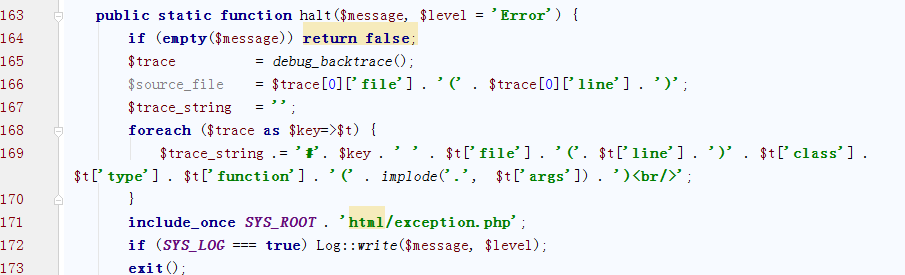 163 public static function halt($message, $level = 'Error') {
164 if (empty($message)) return false;
165 $trace = debug_backtrace();
166 $source_file = $trace[0]['file'] . '(' . $trace[0]['line'] . ')';
167 $trace_string = '';
168 foreach ($trace as $key=>$t) {
169 $trace_string .= '#'. $key . ' ' . $t['file'] . '('. $t['line'] . ')' . $t['class'] .
$t['type'] . $t['function'] . '(' . implode('.', $t['args']) . ')<br/>';
170 }
171 include_once SYS_ROOT . 'html/exception.php';
172 if (SYS_LOG === true) Log::write($message, $level);
173 exit();